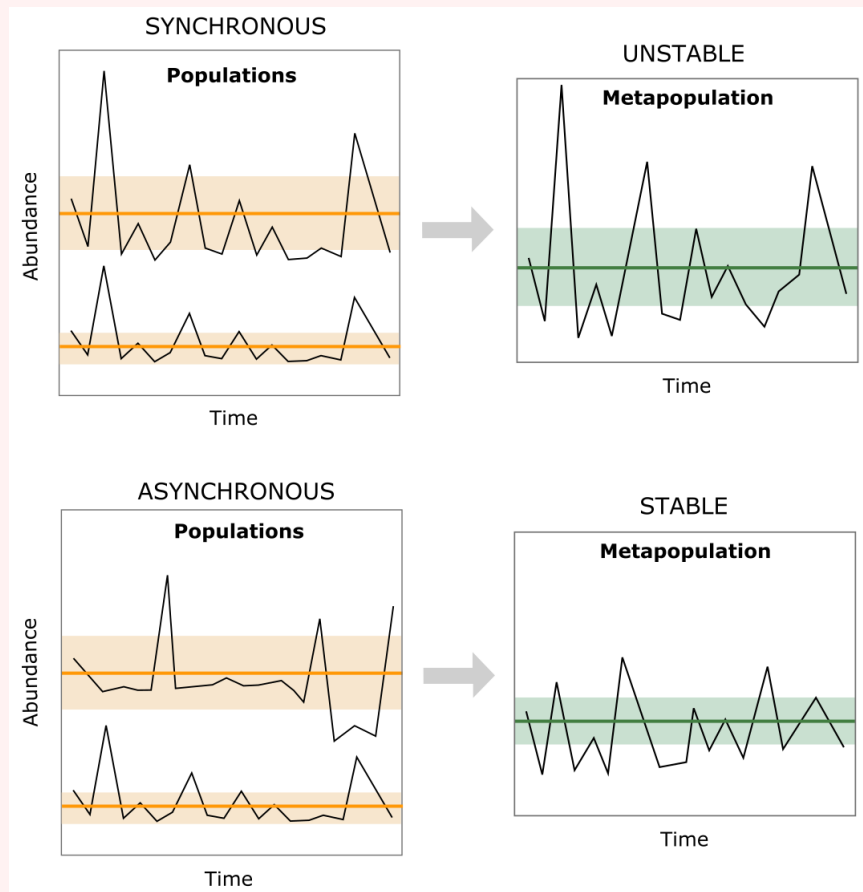 SYNCHRONOUS
Populations
Abundance
Time
UNSTABLE
Metapopulation
Time
ASYNCHRONOUS
Populations
Abundance
Time
STABLE
Metapopulation
Time